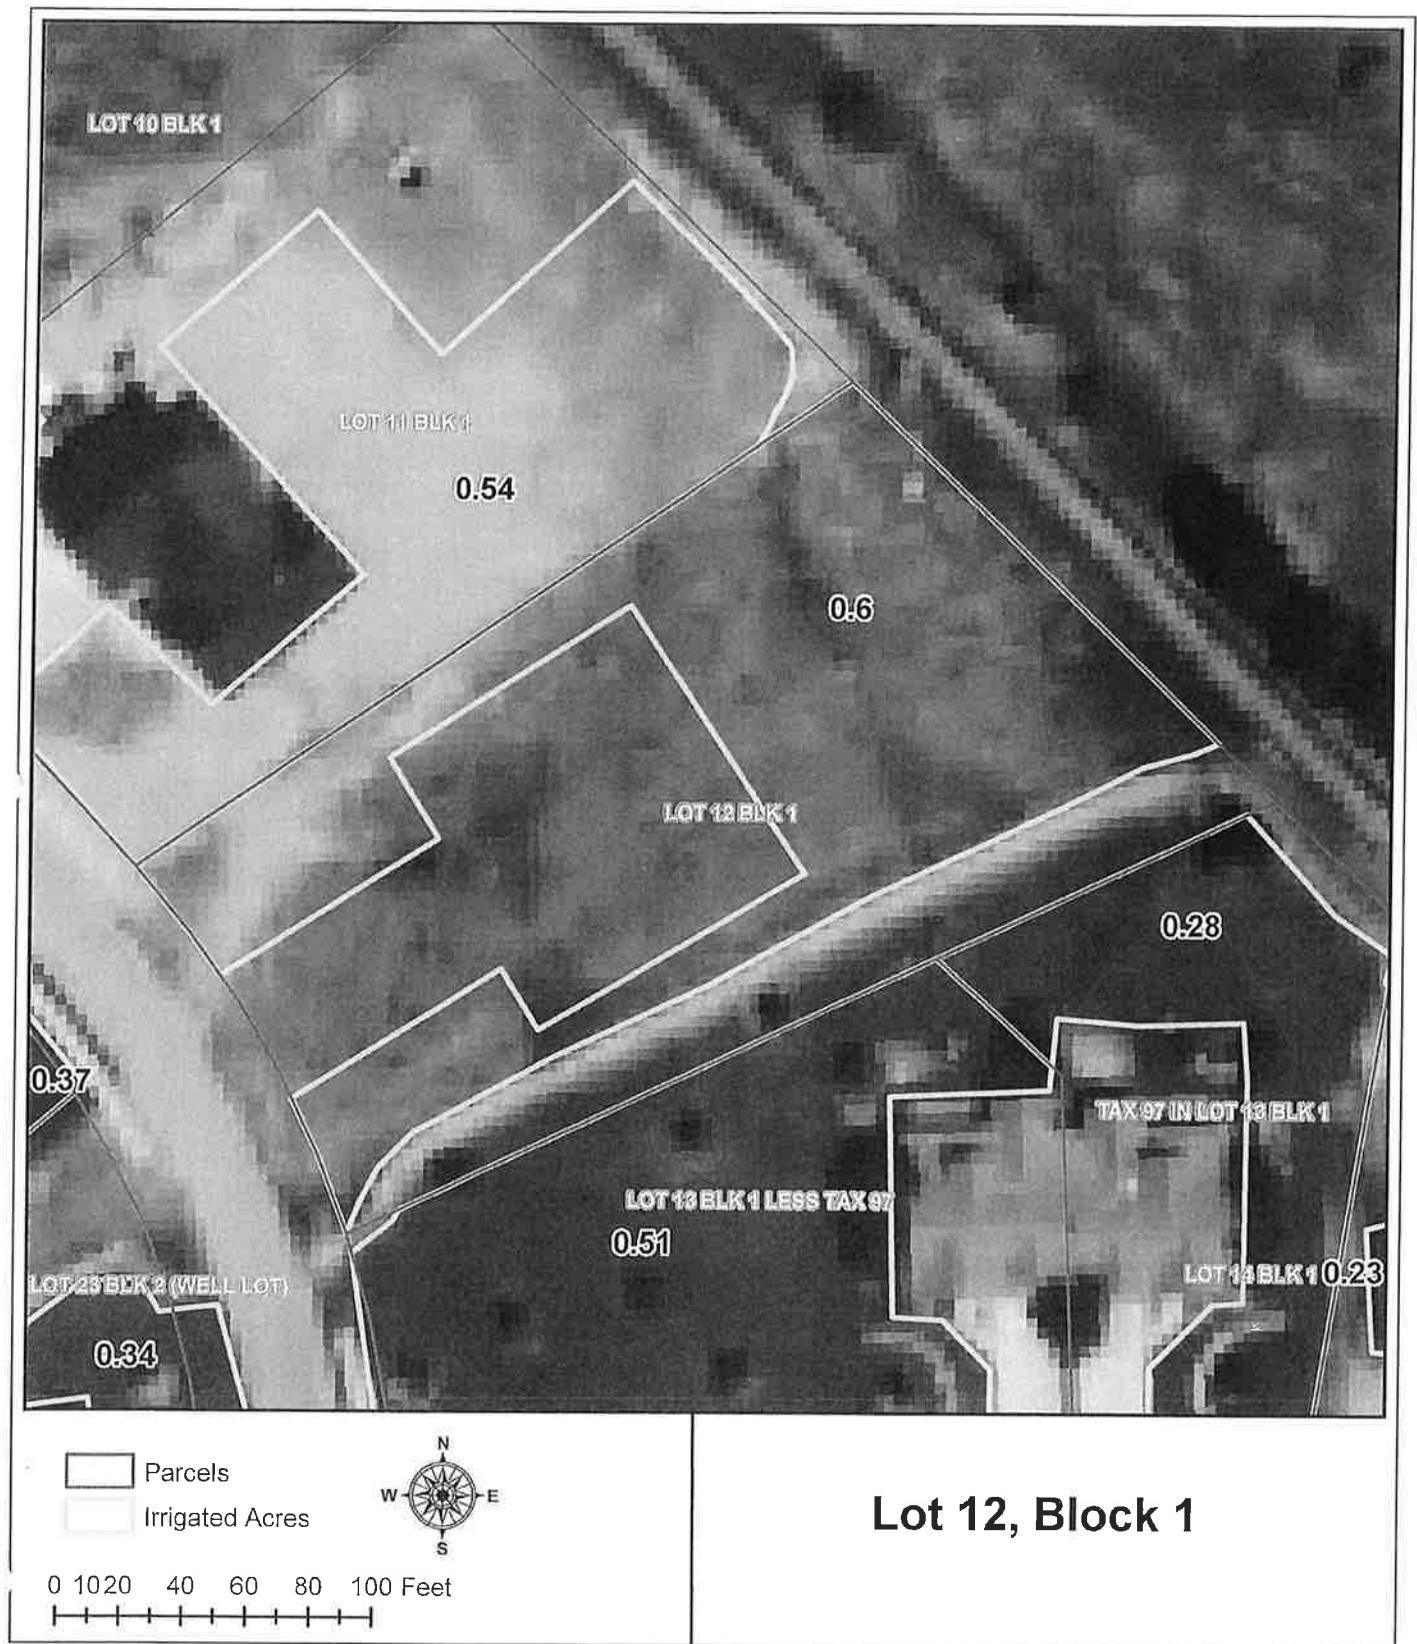 LOT 10 BLK 1
LOT 11 BLK 1
0.54
0.6
LOT 12 BLK 1
0.28
0.37
TAX 97 IN LOT 13 BLK 1
LOT 13 BLK 1 LESS TAX 97
0.51
LOT 14 BLK 1 0.23
LOT 23 BLK 2 (WELL LOT)
0.34
Parcels
Irrigated Acres
N
W E
S
0 10 20 40 60 80 100 Feet
Lot 12, Block 1